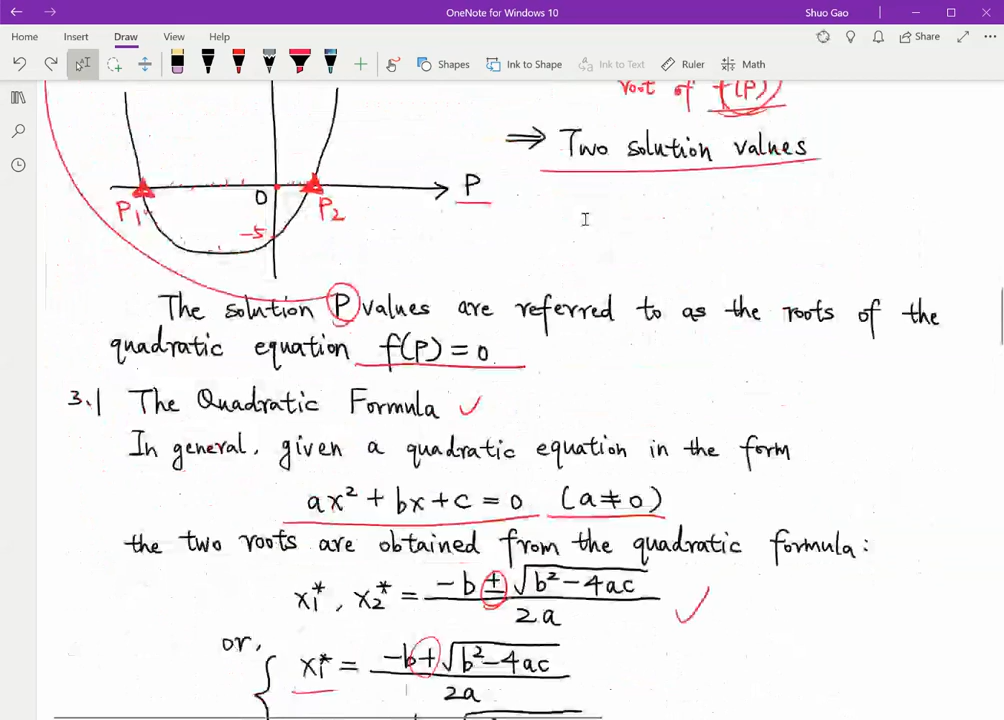 OneNote for Windows 10
Shuo Gao
Home Insert Draw View Help
Share
Shapes
Ink to Shape
Ink to Text
Ruler
Math
root of f(P)
⇒ Two solution values
P
0
P₁
P₂
-5
The solution P values are referred to as the roots of the
quadratic equation f(P) = 0
3.1 The Quadratic Formula ✓
In general, given a quadratic equation in the form
ax² + bx + c = 0 (a ≠ 0)
the two roots are obtained from the quadratic formula:
x₁*, x₂* = (-b ± √(b² - 4ac)) / 2a ✓
or,
{ x₁* = (-b + √(b² - 4ac)) / 2a